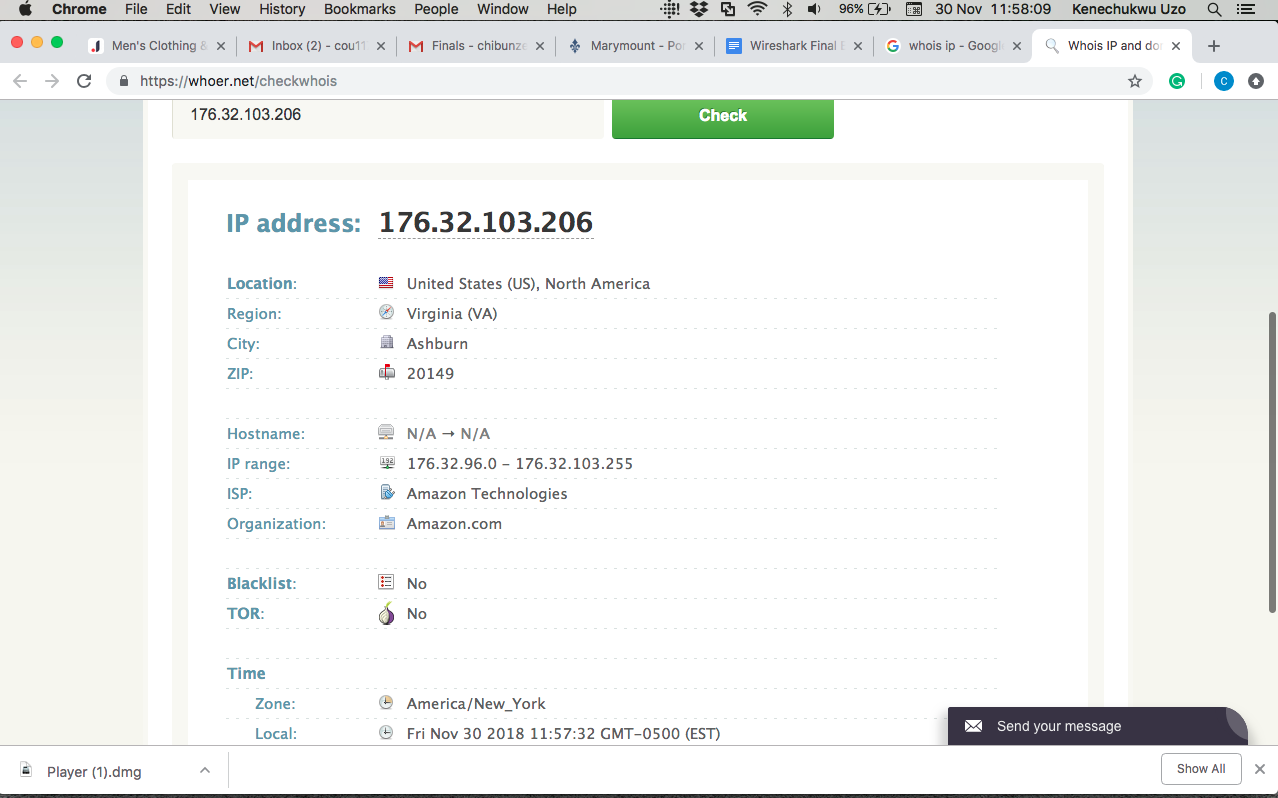 Chrome File Edit View History Bookmarks People Window Help 96% 30 Nov 11:58:09 Kenechukwu Uzo
Men's Clothing & Inbox (2) - cou11 Finals - chibunze Marymount - Por Wireshark Final E whois ip - Google Whois IP and do
https://whoer.net/checkwhois C
176.32.103.206 Check
IP address: 176.32.103.206
Location: United States (US), North America
Region: Virginia (VA)
City: Ashburn
ZIP: 20149
Hostname: N/A → N/A
IP range: 176.32.96.0 – 176.32.103.255
ISP: Amazon Technologies
Organization: Amazon.com
Blacklist: No
TOR: No
Time
Zone: America/New_York
Local: Fri Nov 30 2018 11:57:32 GMT-0500 (EST)
Send your message
Player (1).dmg Show All